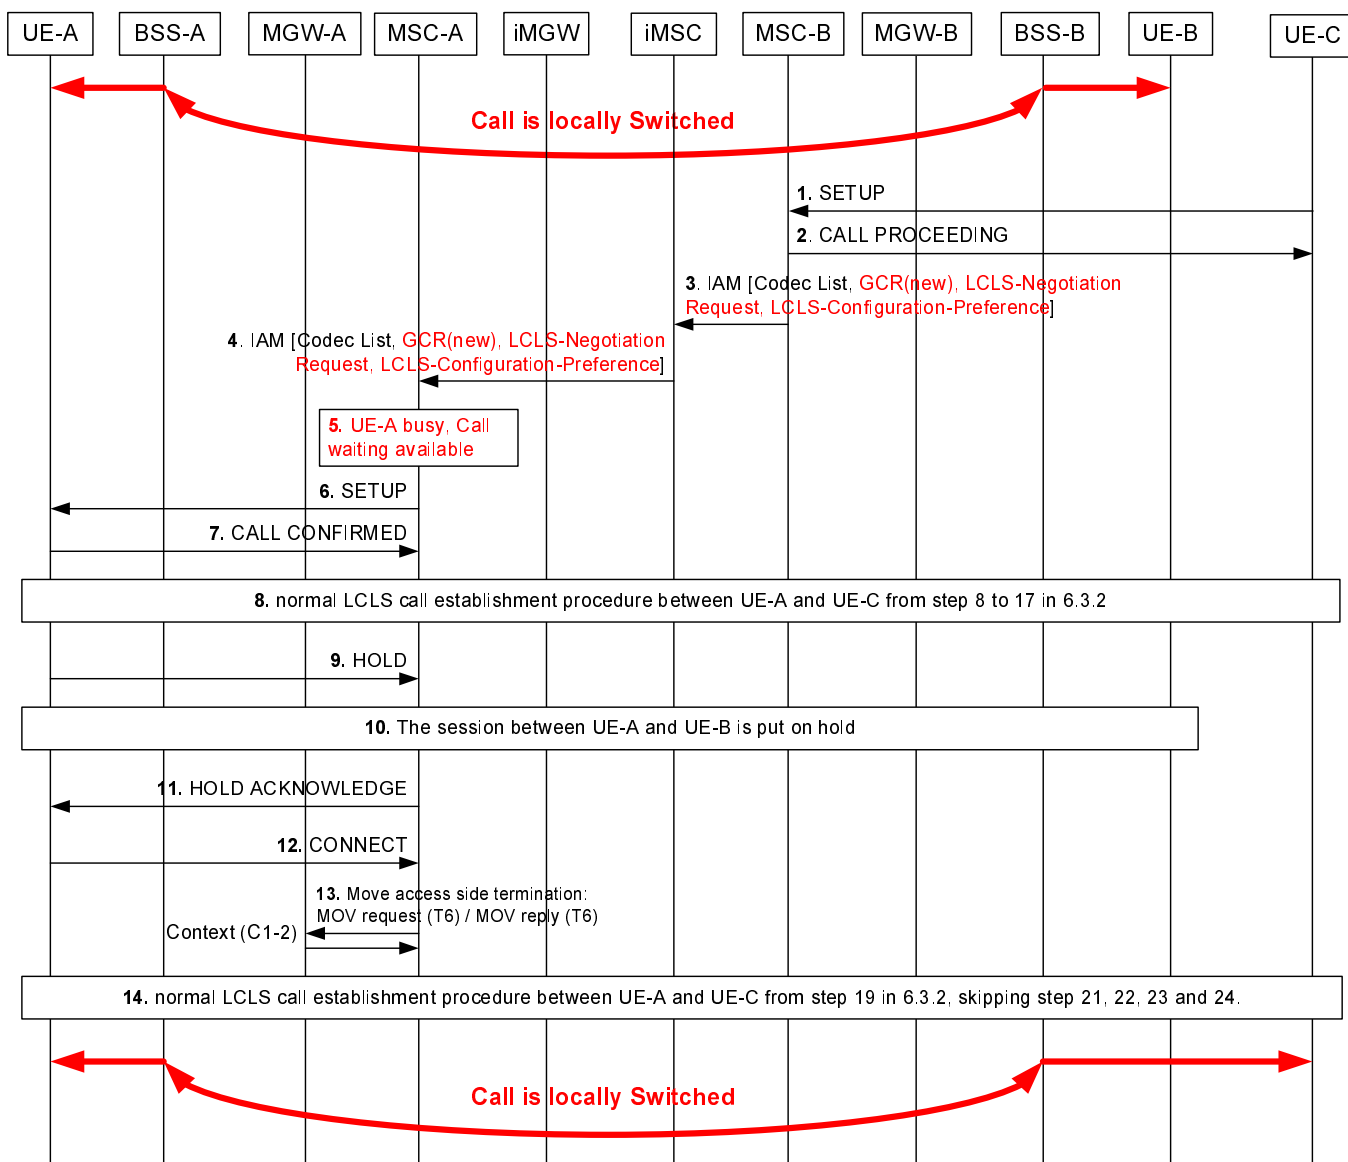 UE-A BSS-A MGW-A MSC-A iMGW iMSC MSC-B MGW-B BSS-B UE-B UE-C
Call is locally Switched
1. SETUP
2. CALL PROCEEDING
3. IAM [Codec List, GCR(new), LCLS-Negotiation
Request, LCLS-Configuration-Preference]
4. IAM [Codec List, GCR(new), LCLS-Negotiation
Request, LCLS-Configuration-Preference]
5. UE-A busy, Call
waiting available
6. SETUP
7. CALL CONFIRMED
8. normal LCLS call establishment procedure between UE-A and UE-C from step 8 to 17 in 6.3.2
9. HOLD
10. The session between UE-A and UE-B is put on hold
11. HOLD ACKNOWLEDGE
12. CONNECT
13. Move access side termination:
MOV request (T6) / MOV reply (T6)
Context (C1-2)
14. normal LCLS call establishment procedure between UE-A and UE-C from step 19 in 6.3.2, skipping step 21, 22, 23 and 24.
Call is locally Switched